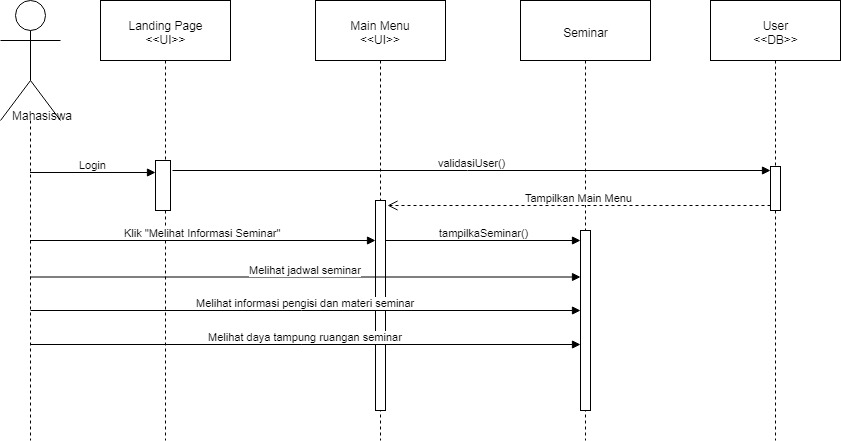 Landing Page
<<UI>>
Main Menu
<<UI>>
Seminar
User
<<DB>>
Mahasiswa
Login
validasiUser()
Tampilkan Main Menu
Klik "Melihat Informasi Seminar"
tampilkaSeminar()
Melihat jadwal seminar
Melihat informasi pengisi dan materi seminar
Melihat daya tampung ruangan seminar